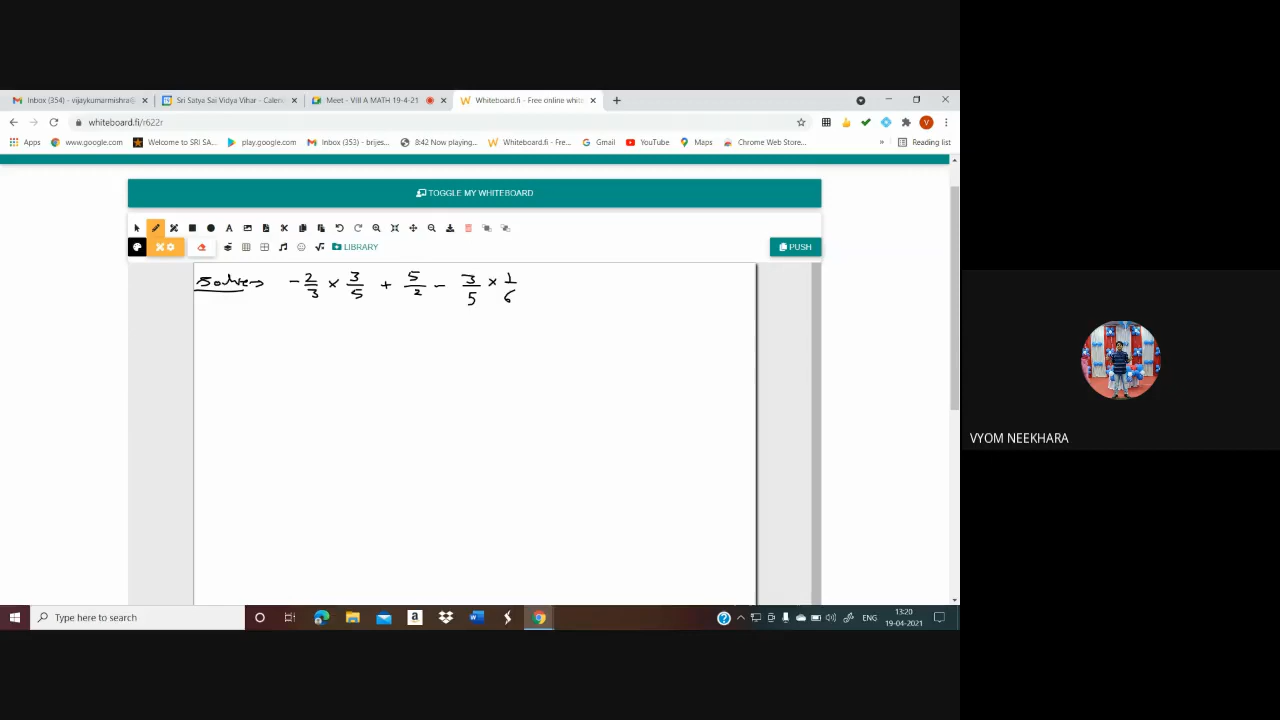 Inbox (354) - vijaykumarmishra@
Sri Satya Sai Vidya Vihar - Calend
Meet - VIII A MATH 19-4-21
Whiteboard.fi - Free online white
whiteboard.fi/r622r
Apps
www.google.com
Welcome to SRI SA...
play.google.com
Inbox (353) - brijes...
8:42 Now playing...
Whiteboard.fi - Fre...
Gmail
YouTube
Maps
Chrome Web Store...
»
Reading list
TOGGLE MY WHITEBOARD
LIBRARY
PUSH
Solve → -2/3 × 3/5 + 5/2 - 3/5 × 1/6
VYOM NEEKHARA
Type here to search
ENG
13:20
19-04-2021